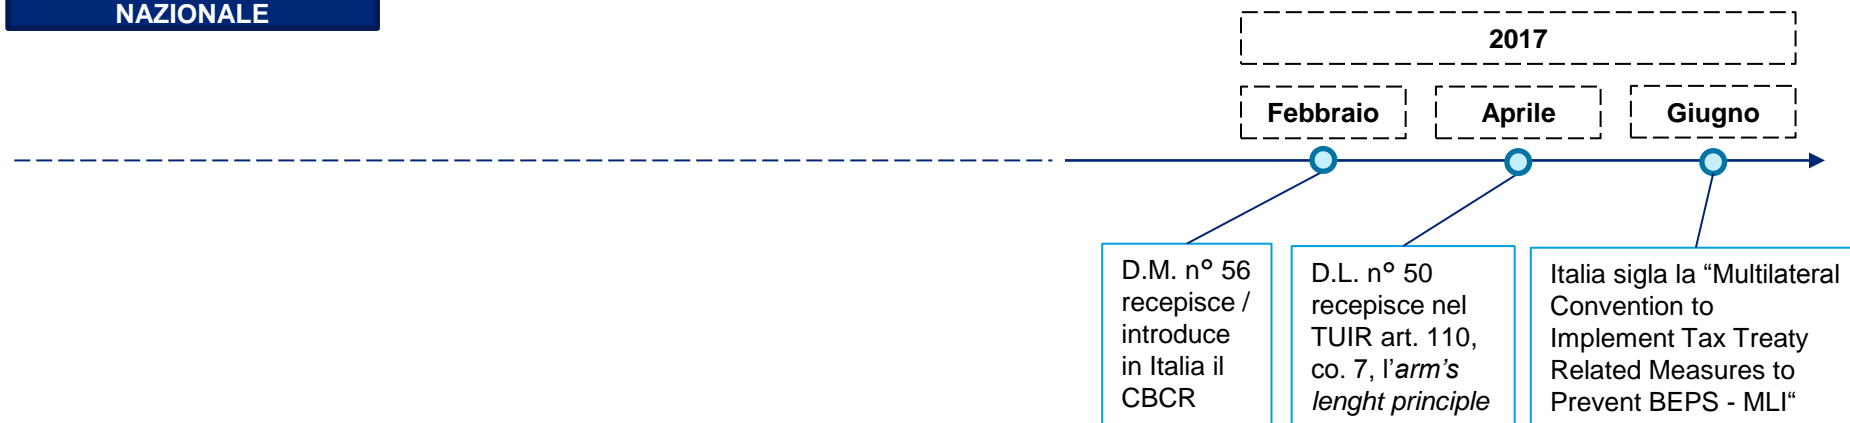 NAZIONALE
2017
Febbraio
Aprile
Giugno
D.M. n° 56
recepisce /
introduce
in Italia il
CBCR
D.L. n° 50
recepisce nel
TUIR art. 110,
co. 7, l’arm’s
lenght principle
Italia sigla la “Multilateral
Convention to
Implement Tax Treaty
Related Measures to
Prevent BEPS - MLI“